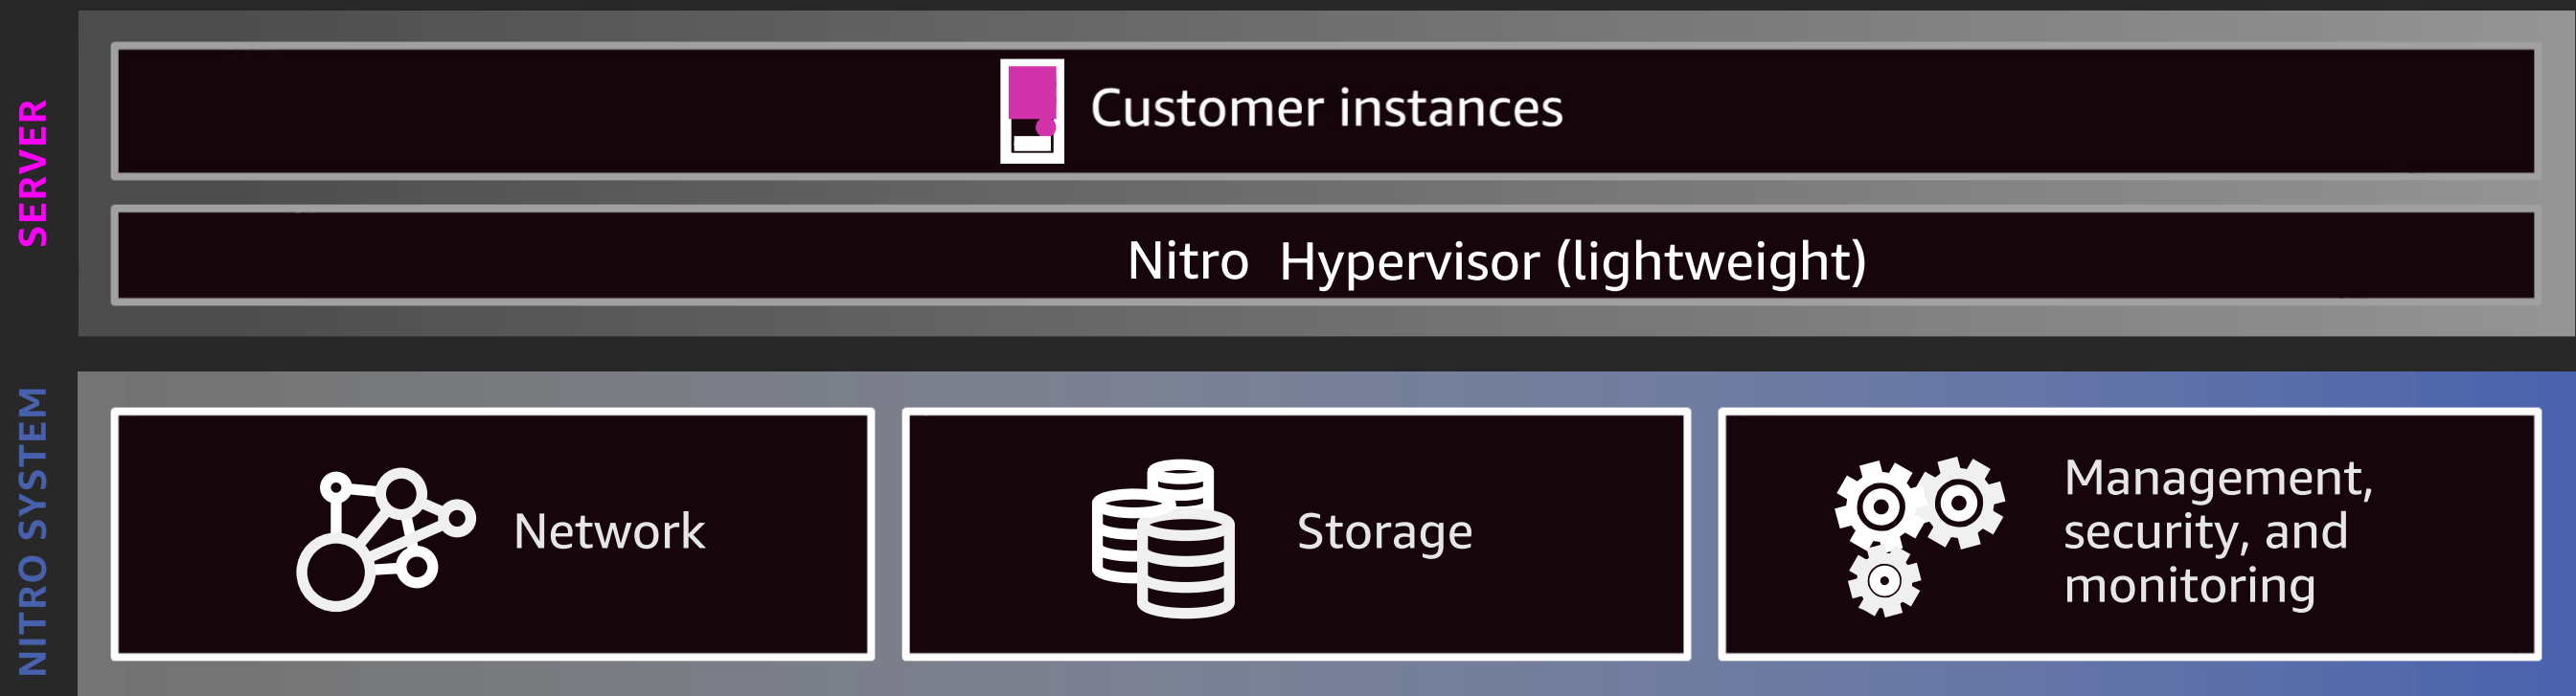 SERVER
Customer instances
Nitro Hypervisor (lightweight)
NITRO SYSTEM
Network
Storage
Management,
security, and
monitoring